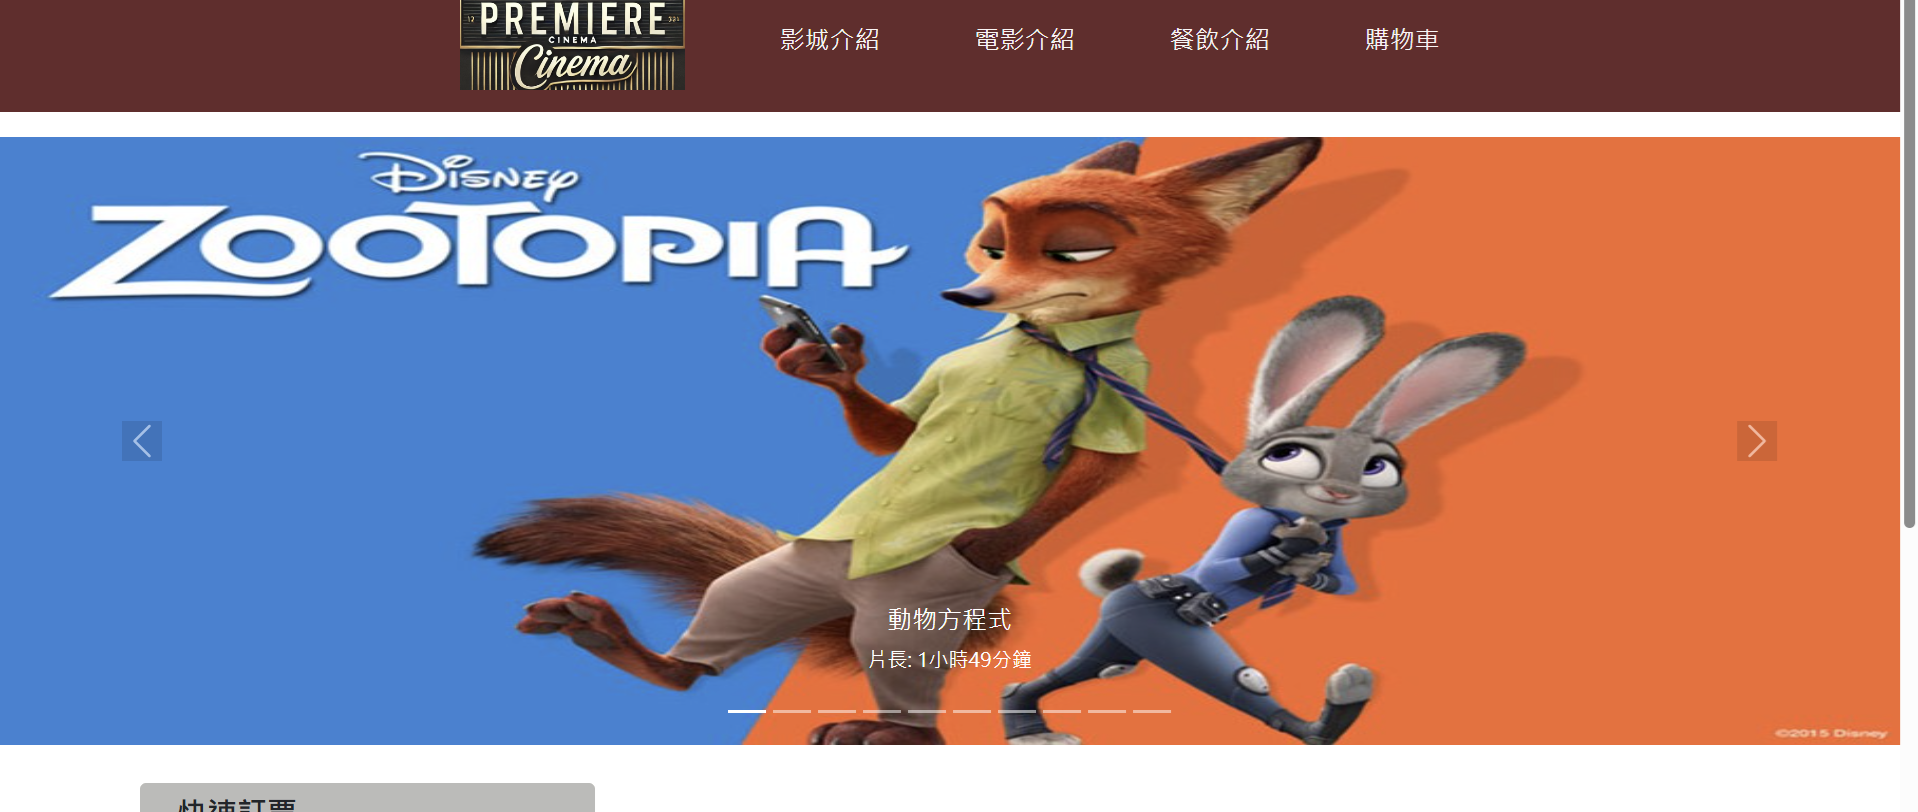 PREMIERE
CINEMA
Cinema
影城介紹
電影介紹
餐飲介紹
購物車
Disney
ZOOTOPIA
動物方程式
片長: 1小時49分鐘
©2015 Disney
快速訂票